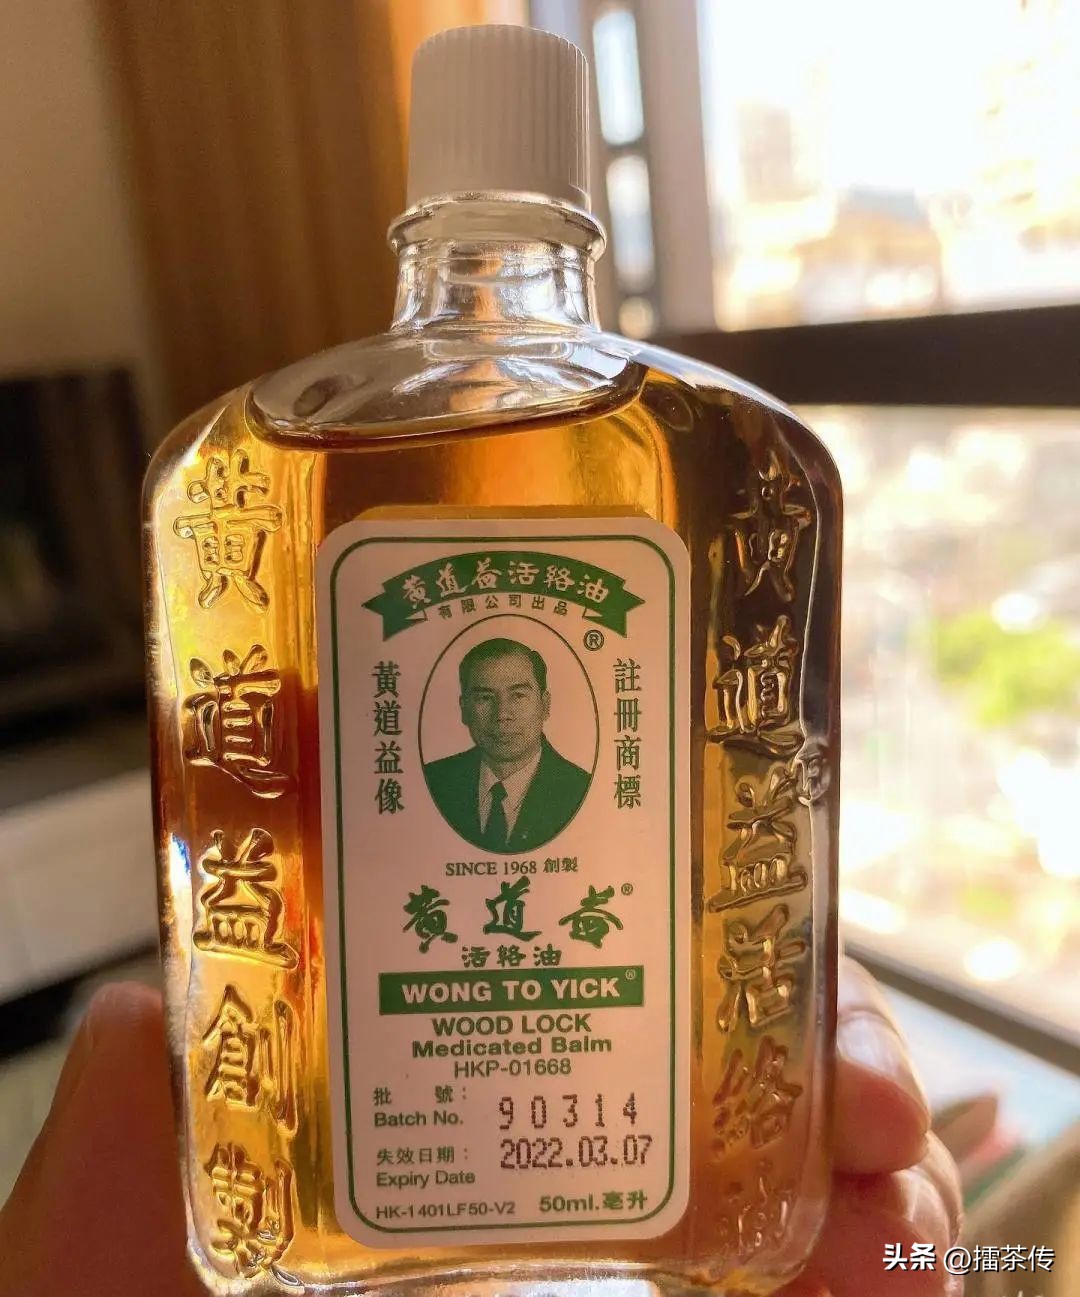 黃道益創製
黃道益活絡油
有限公司出品
®
黃道益像
註冊商標
SINCE 1968 創製
黃道益®
活絡油
WONG TO YICK®
WOOD LOCK
Medicated Balm
HKP-01668
批 號：
Batch No. 90314
失效日期：
Expiry Date 2022.03.07
HK-1401LF50-V2 50ml.毫升
黃道益活絡油
頭条 @擂茶传